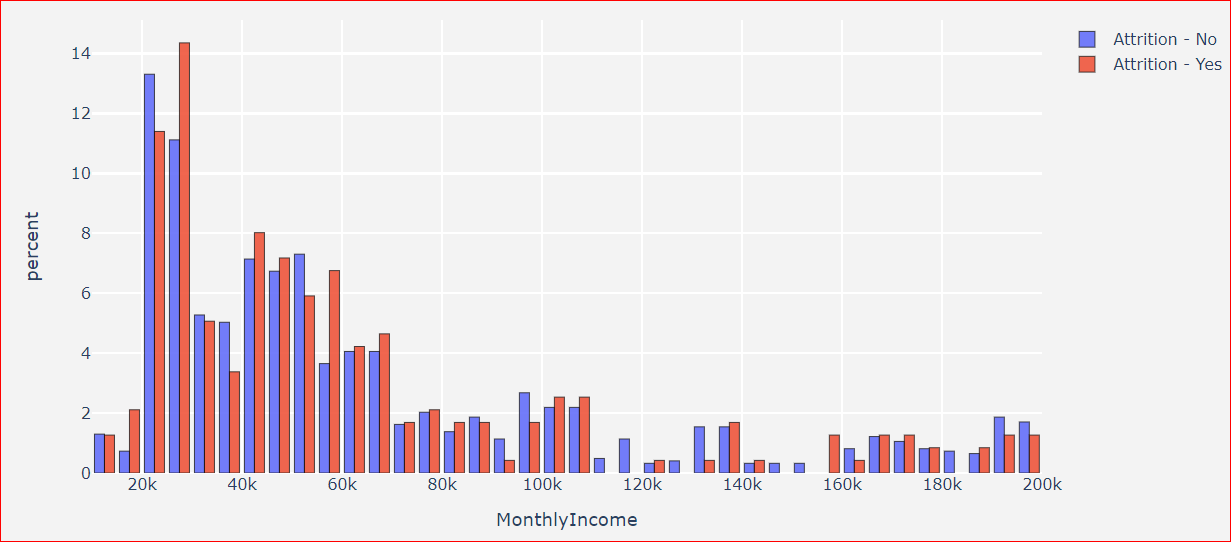 Attrition - No
Attrition - Yes
percent
14
12
10
8
6
4
2
0
20k 40k 60k 80k 100k 120k 140k 160k 180k 200k
MonthlyIncome